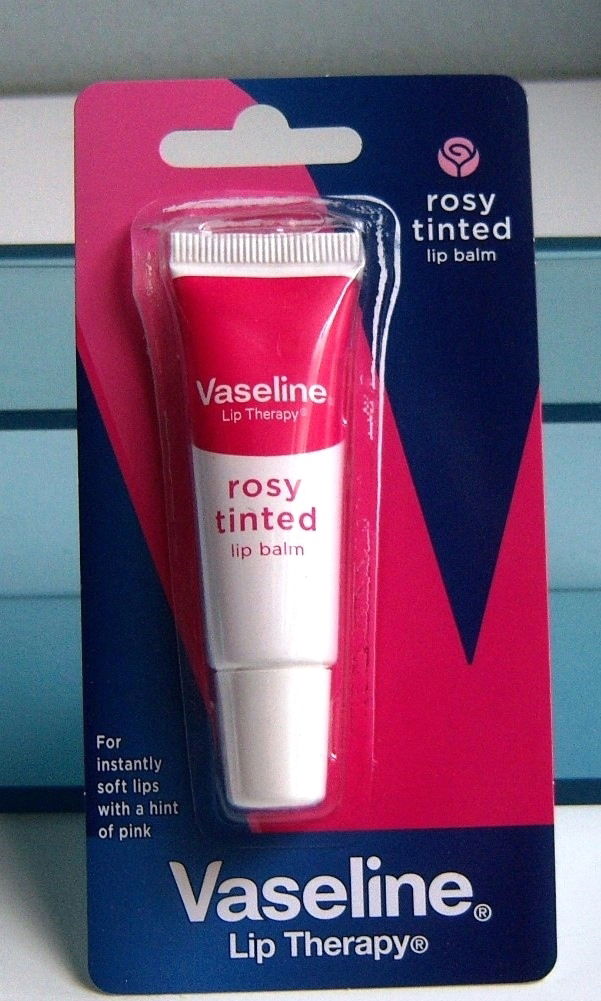 rosy
tinted
lip balm
Vaseline
Lip Therapy®
rosy
tinted
lip balm
For
instantly
soft lips
with a hint
of pink
Vaseline®
Lip Therapy®